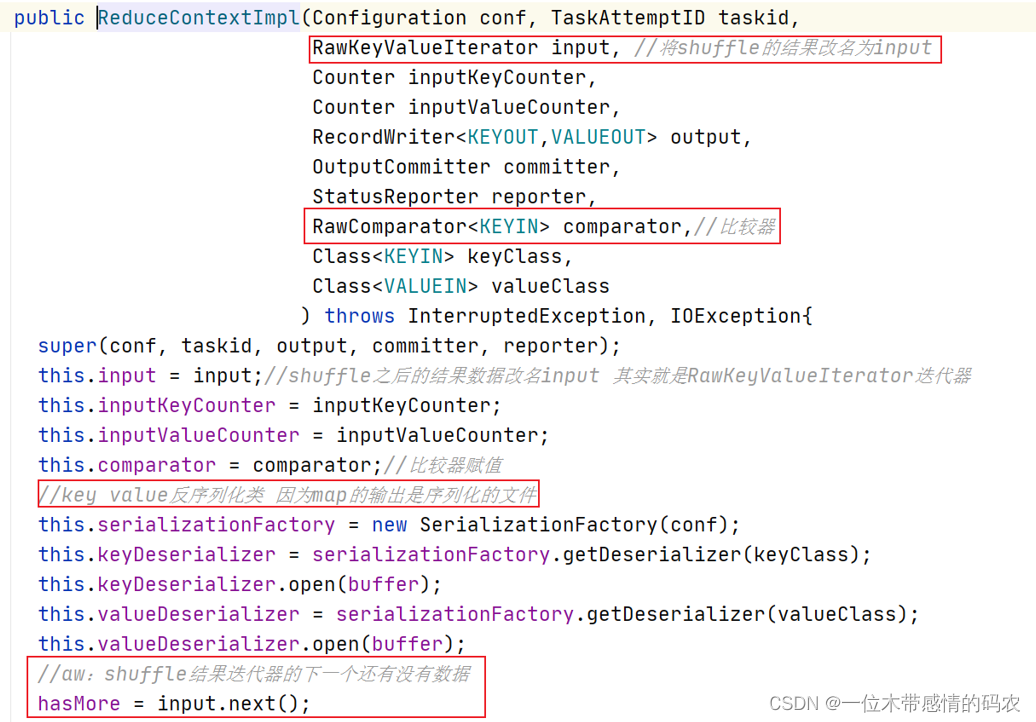 public ReduceContextImpl(Configuration conf, TaskAttemptID taskid,
RawKeyValueIterator input, //将shuffle的结果改名为input
Counter inputKeyCounter,
Counter inputValueCounter,
RecordWriter<KEYOUT,VALUEOUT> output,
OutputCommitter committer,
StatusReporter reporter,
RawComparator<KEYIN> comparator,//比较器
Class<KEYIN> keyClass,
Class<VALUEIN> valueClass
) throws InterruptedException, IOException{
super(conf, taskid, output, committer, reporter);
this.input = input;//shuffle之后的结果数据改名input 其实就是RawKeyValueIterator迭代器
this.inputKeyCounter = inputKeyCounter;
this.inputValueCounter = inputValueCounter;
this.comparator = comparator;//比较器赋值
//key value反序列化类 因为map的输出是序列化的文件
this.serializationFactory = new SerializationFactory(conf);
this.keyDeserializer = serializationFactory.getDeserializer(keyClass);
this.keyDeserializer.open(buffer);
this.valueDeserializer = serializationFactory.getDeserializer(valueClass);
this.valueDeserializer.open(buffer);
//aw：shuffle结果迭代器的下一个还有没有数据
hasMore = input.next();
CSDN @一位木带感情的码农